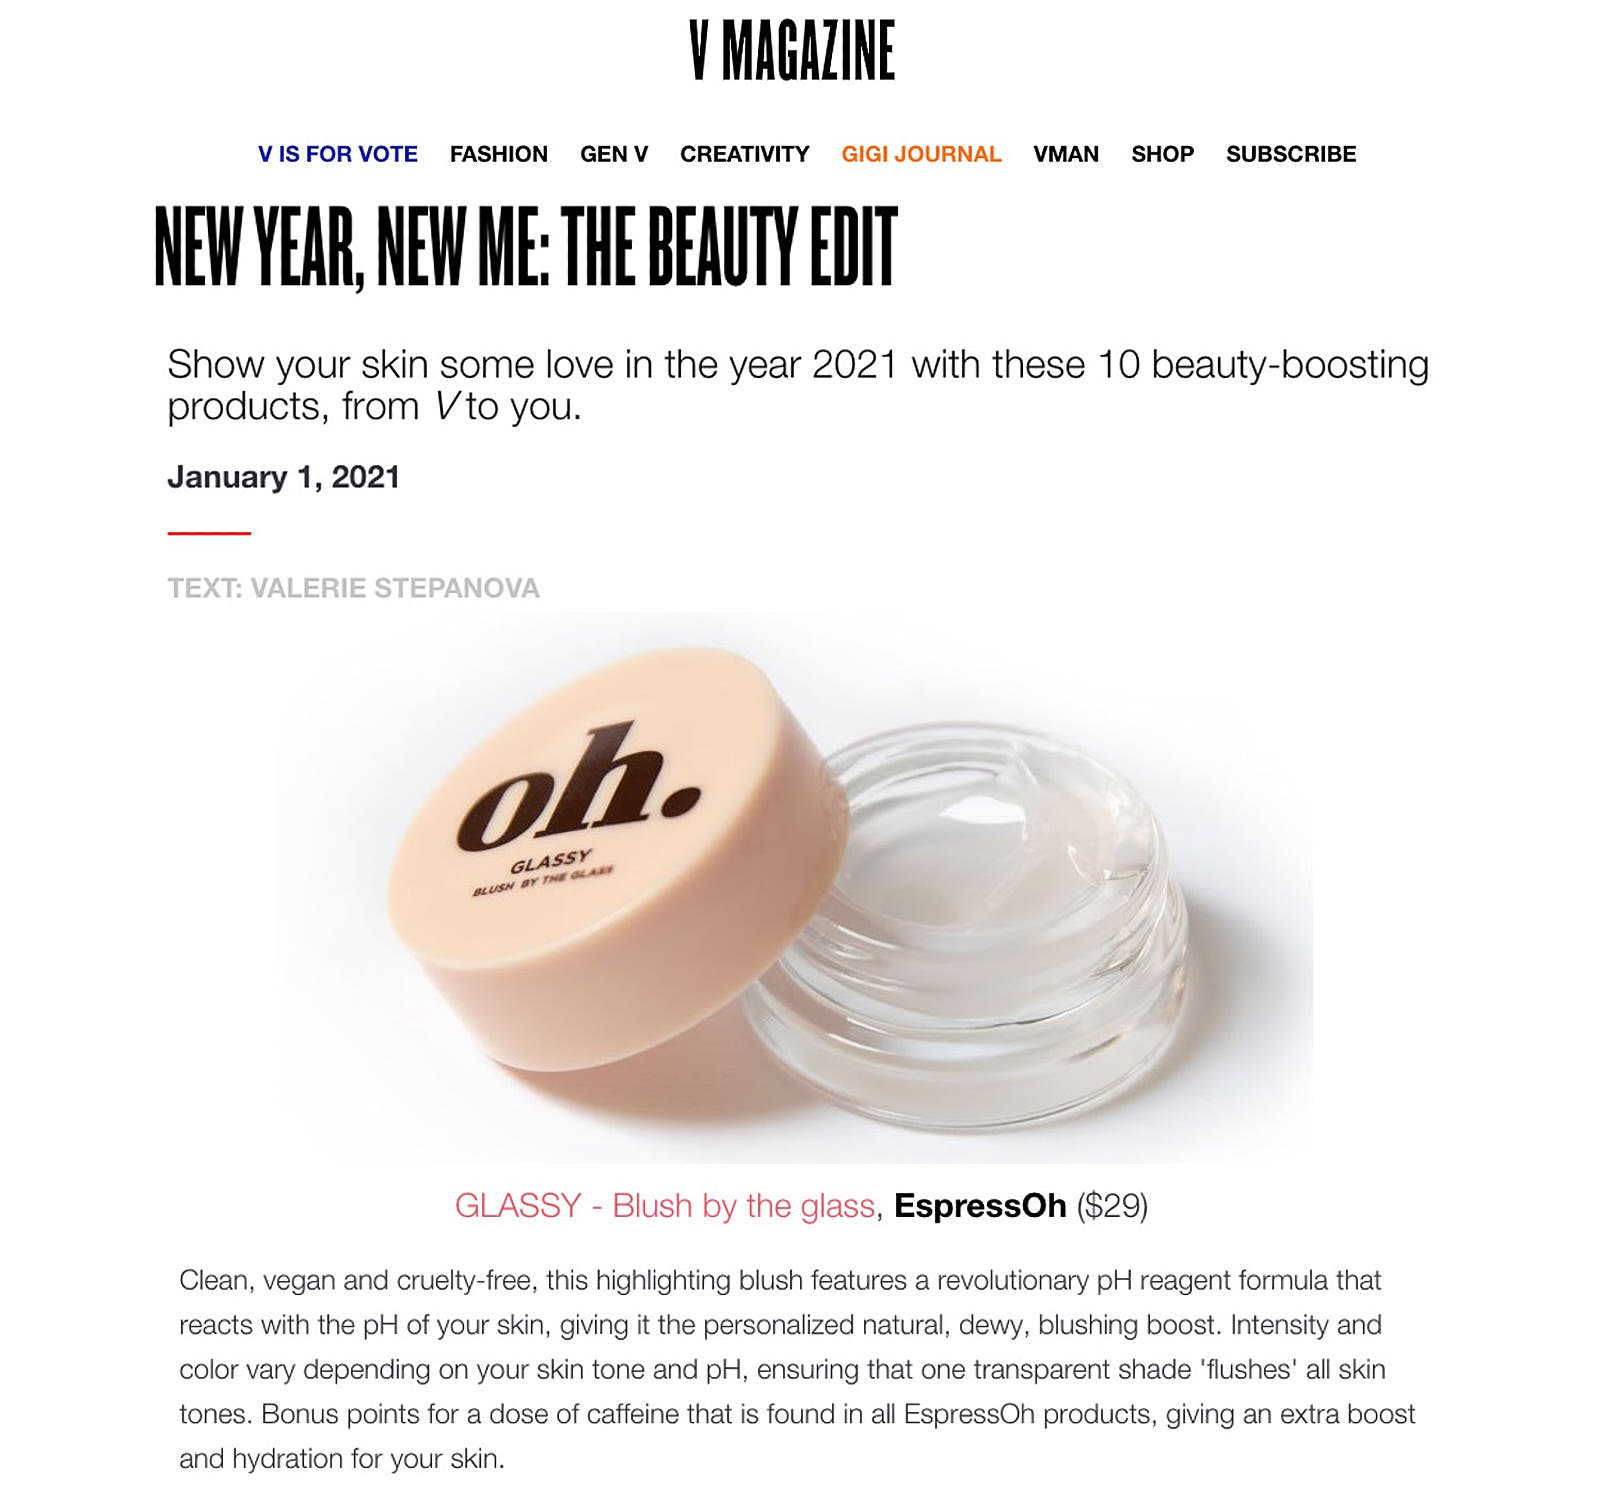 V MAGAZINE
V IS FOR VOTE FASHION GEN V CREATIVITY GIGI JOURNAL VMAN SHOP SUBSCRIBE
NEW YEAR, NEW ME: THE BEAUTY EDIT
Show your skin some love in the year 2021 with these 10 beauty-boosting
products, from V to you.
January 1, 2021
TEXT: VALERIE STEPANOVA
oh.
GLASSY
BLUSH BY THE GLASS
GLASSY - Blush by the glass, EspressOh ($29)
Clean, vegan and cruelty-free, this highlighting blush features a revolutionary pH reagent formula that
reacts with the pH of your skin, giving it the personalized natural, dewy, blushing boost. Intensity and
color vary depending on your skin tone and pH, ensuring that one transparent shade 'flushes' all skin
tones. Bonus points for a dose of caffeine that is found in all EspressOh products, giving an extra boost
and hydration for your skin.